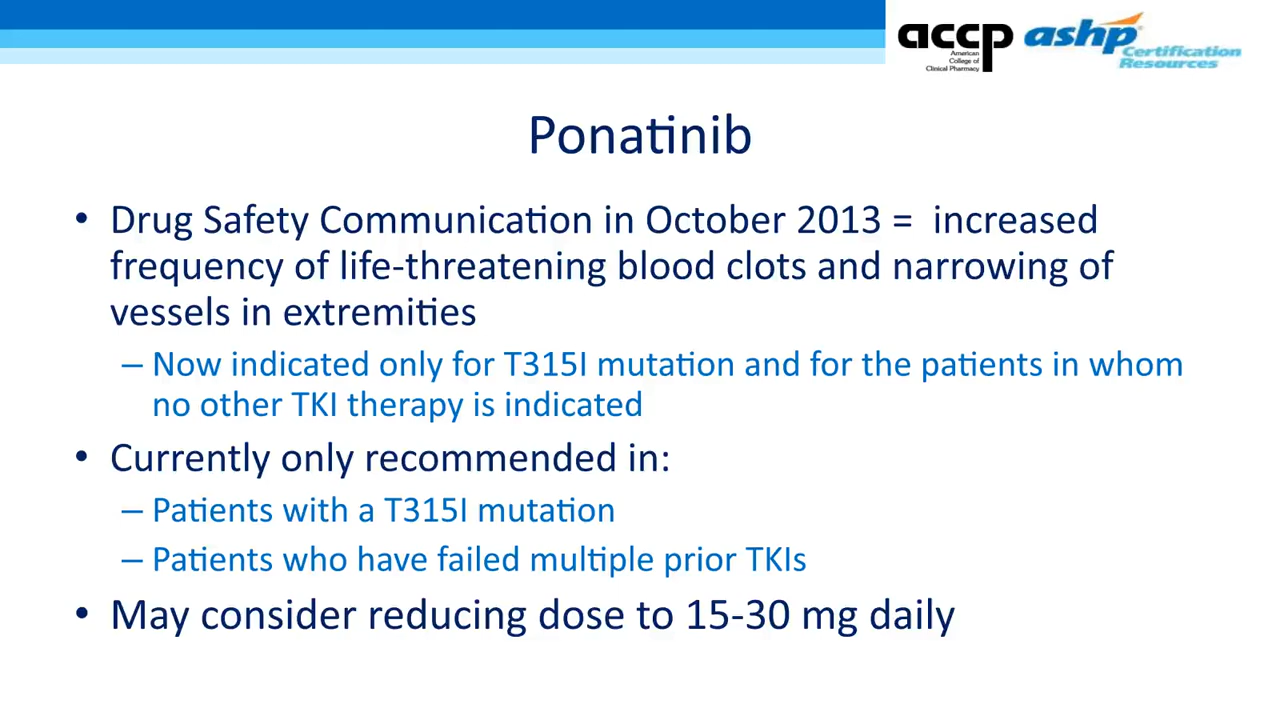 accp
American
College of
Clinical Pharmacy
ashp
Certification
Resources
Ponatinib
• Drug Safety Communication in October 2013 = increased
frequency of life-threatening blood clots and narrowing of
vessels in extremities
– Now indicated only for T315I mutation and for the patients in whom
no other TKI therapy is indicated
• Currently only recommended in:
– Patients with a T315I mutation
– Patients who have failed multiple prior TKIs
• May consider reducing dose to 15-30 mg daily